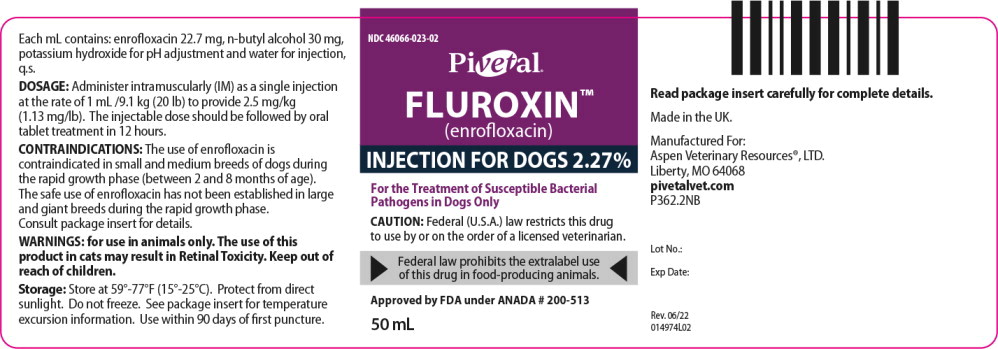 Each mL contains: enrofloxacin 22.7 mg, n-butyl alcohol 30 mg,
potassium hydroxide for pH adjustment and water for injection,
q.s.
DOSAGE: Administer intramuscularly (IM) as a single injection
at the rate of 1 mL /9.1 kg (20 lb) to provide 2.5 mg/kg
(1.13 mg/lb). The injectable dose should be followed by oral
tablet treatment in 12 hours.
CONTRAINDICATIONS: The use of enrofloxacin is
contraindicated in small and medium breeds of dogs during
the rapid growth phase (between 2 and 8 months of age).
The safe use of enrofloxacin has not been established in large
and giant breeds during the rapid growth phase.
Consult package insert for details.
WARNINGS: for use in animals only. The use of this
product in cats may result in Retinal Toxicity. Keep out of
reach of children.
Storage: Store at 59°-77°F (15°-25°C). Protect from direct
sunlight. Do not freeze. See package insert for temperature
excursion information. Use within 90 days of first puncture.
NDC 46066-023-02
Pivetal®
FLUROXIN™
(enrofloxacin)
INJECTION FOR DOGS 2.27%
For the Treatment of Susceptible Bacterial
Pathogens in Dogs Only
CAUTION: Federal (U.S.A.) law restricts this drug
to use by or on the order of a licensed veterinarian.
Federal law prohibits the extralabel use
of this drug in food-producing animals.
Approved by FDA under ANADA # 200-513
50 mL
Read package insert carefully for complete details.
Made in the UK.
Manufactured For:
Aspen Veterinary Resources®, LTD.
Liberty, MO 64068
pivetalvet.com
P362.2NB
Lot No.:
Exp Date:
Rev. 06/22
014974L02